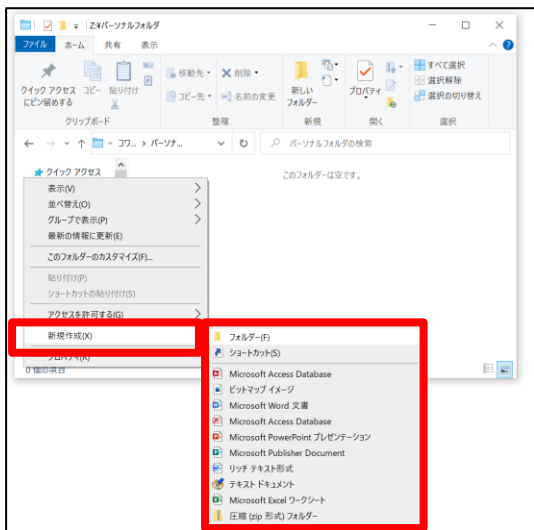 Z:¥パーソナルフォルダ
ファイル ホーム 共有 表示
クイック アクセス
にピン留めする
コピー
貼り付け
クリップボード
移動先
コピー先
削除
名前の変更
整理
新しい
フォルダー
新規
プロパティ
開く
すべて選択
選択解除
選択の切り替え
選択
« コワ... » パーソナ...
パーソナルフォルダの検索
クイック アクセス
このフォルダーは空です。
表示(V)
並べ替え(O)
グループで表示(P)
最新の情報に更新(E)
このフォルダーのカスタマイズ(F)...
貼り付け(P)
ショートカットの貼り付け(S)
アクセスを許可する(G)
新規作成(X)
プロパティ(R)
0 個の項目
フォルダー(F)
ショートカット(S)
Microsoft Access Database
ビットマップ イメージ
Microsoft Word 文書
Microsoft Access Database
Microsoft PowerPoint プレゼンテーション
Microsoft Publisher Document
リッチ テキスト形式
テキスト ドキュメント
Microsoft Excel ワークシート
圧縮 (zip 形式) フォルダー